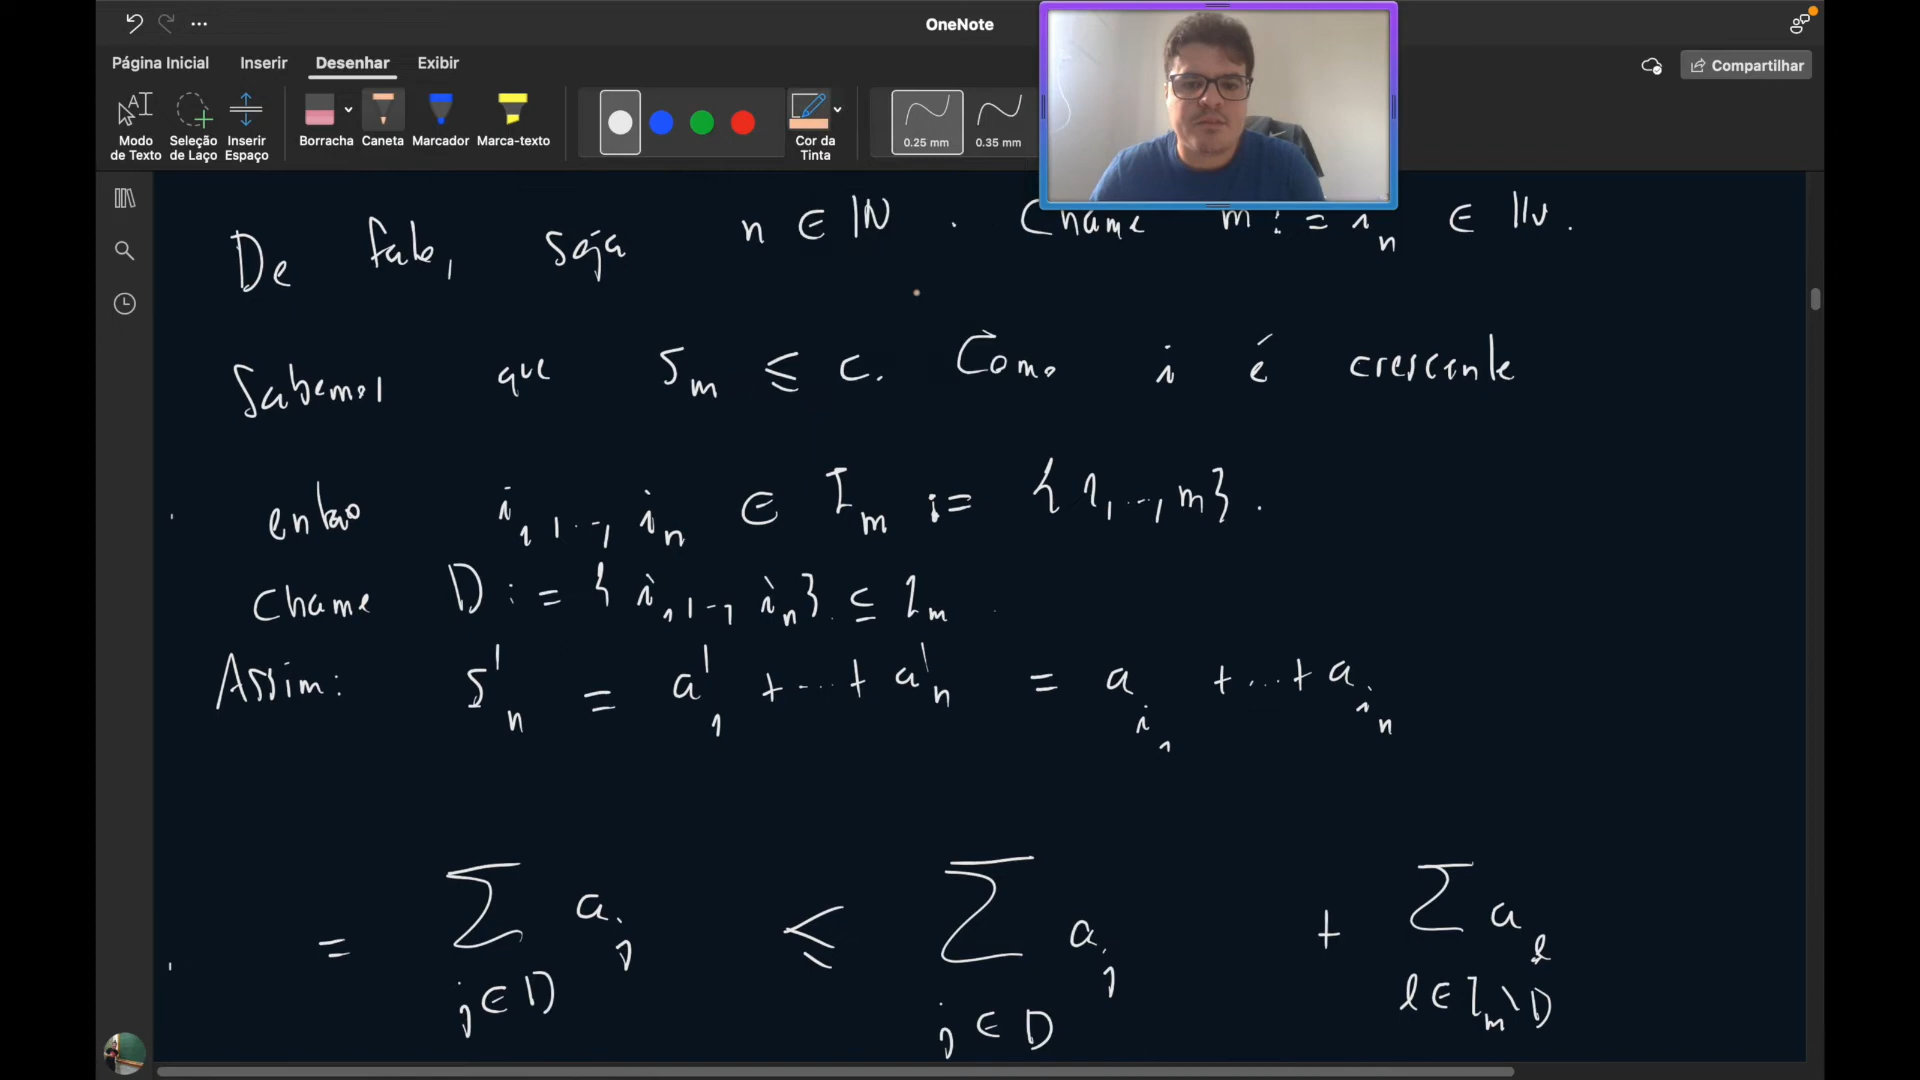 OneNote
Página Inicial Inserir Desenhar Exibir
Compartilhar
Modo de Texto
Seleção de Laço
Inserir Espaço
Borracha
Caneta
Marcador
Marca-texto
Cor da Tinta
0.25 mm
0.35 mm
De fato, seja n ∈ ℕ. Chame m := i_n ∈ ℕ.
Sabemos que S_m ≤ c. Como i é crescente
então i_1, ..., i_n ∈ I_m := {1, ..., m}.
Chame D := {i_1, ..., i_n} ⊆ I_m
Assim: S'_n = a'_1 + ... + a'_n = a_{i_1} + ... + a_{i_n}
= ∑_{j ∈ D} a_j ≤ ∑_{j ∈ D} a_j + ∑_{l ∈ I_m \ D} a_l